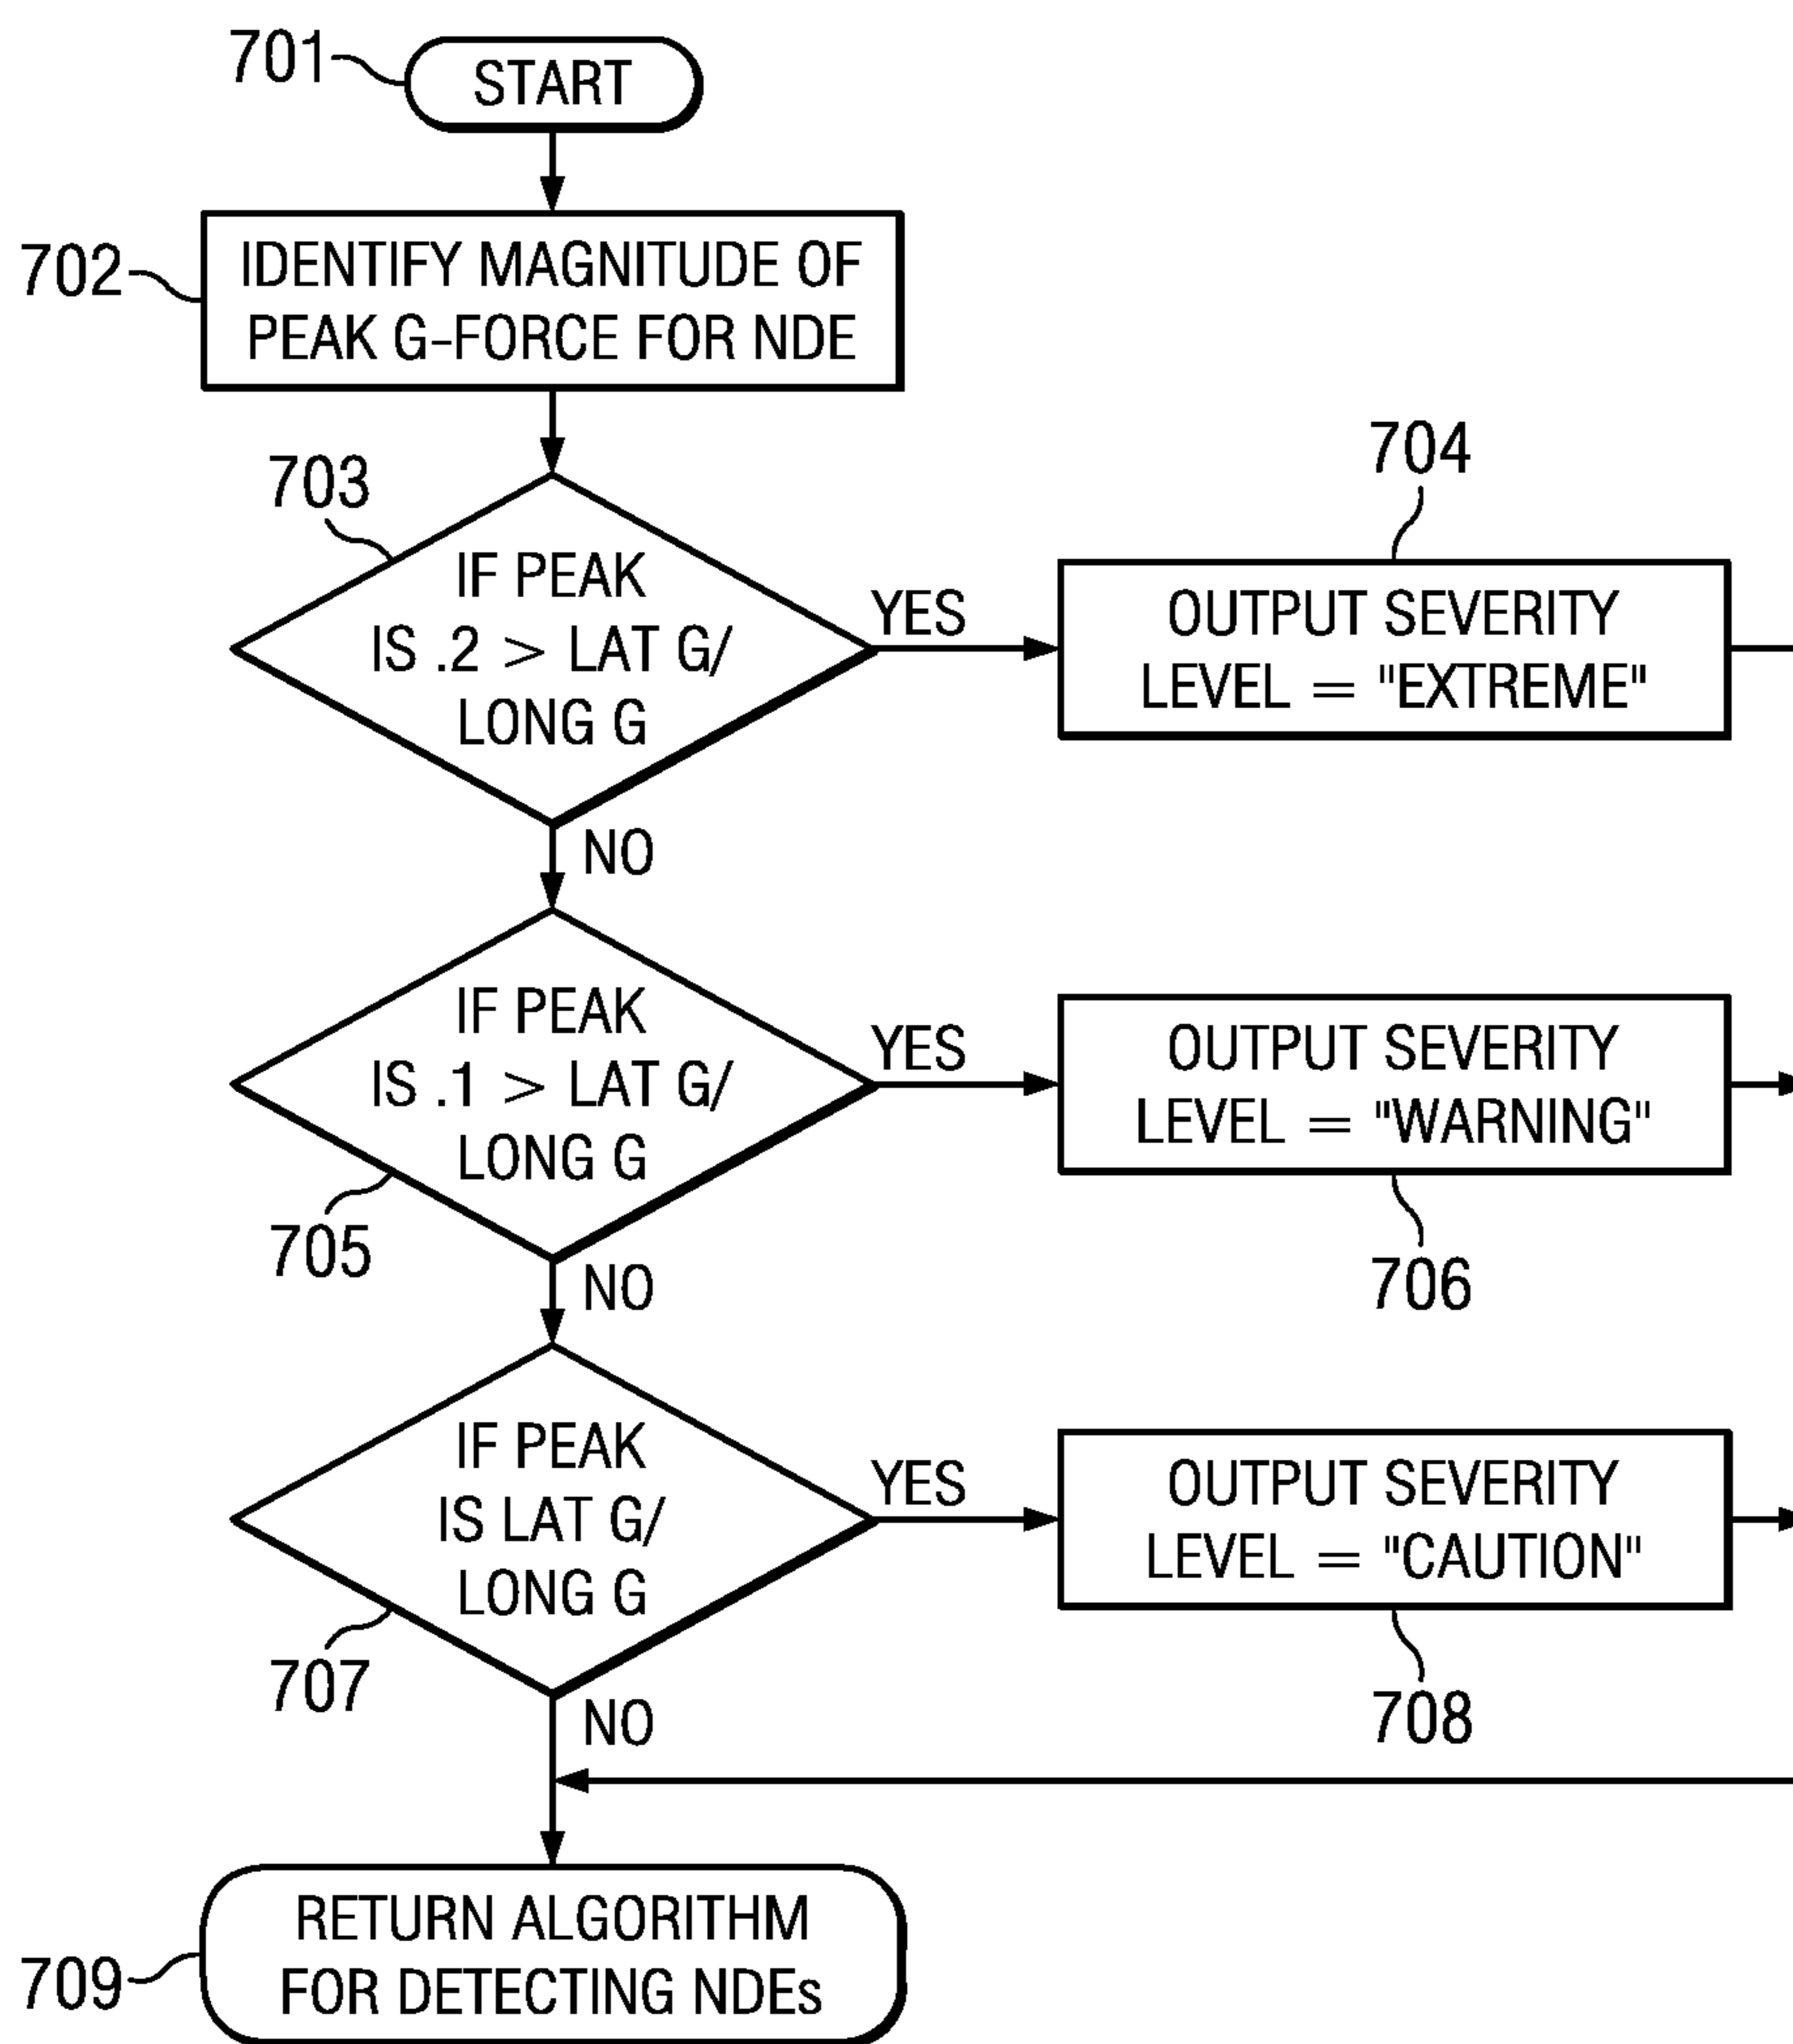 701
START
702
IDENTIFY MAGNITUDE OF
PEAK G-FORCE FOR NDE
703
IF PEAK
IS .2 > LAT G/
LONG G
YES
704
OUTPUT SEVERITY
LEVEL = "EXTREME"
NO
IF PEAK
IS .1 > LAT G/
LONG G
705
YES
OUTPUT SEVERITY
LEVEL = "WARNING"
706
NO
IF PEAK
IS LAT G/
LONG G
707
YES
OUTPUT SEVERITY
LEVEL = "CAUTION"
708
NO
RETURN ALGORITHM
FOR DETECTING NDEs
709